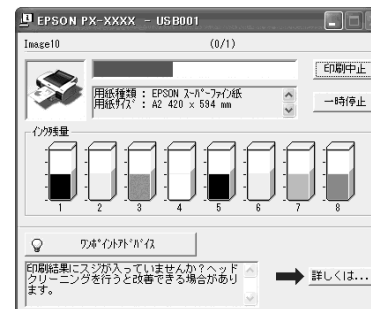 EPSON PX-XXXX - USB001
Image10 (0/1)
印刷中止
用紙種類 : EPSON スーパーファイン紙
用紙サイズ : A2 420 × 594 mm
一時停止
インク残量
1 2 3 4 5 6 7 8
ワンポイントアドバイス
印刷結果にスジが入っていませんか?ヘッド
クリーニングを行うと改善できる場合があり
ます。
詳しくは...